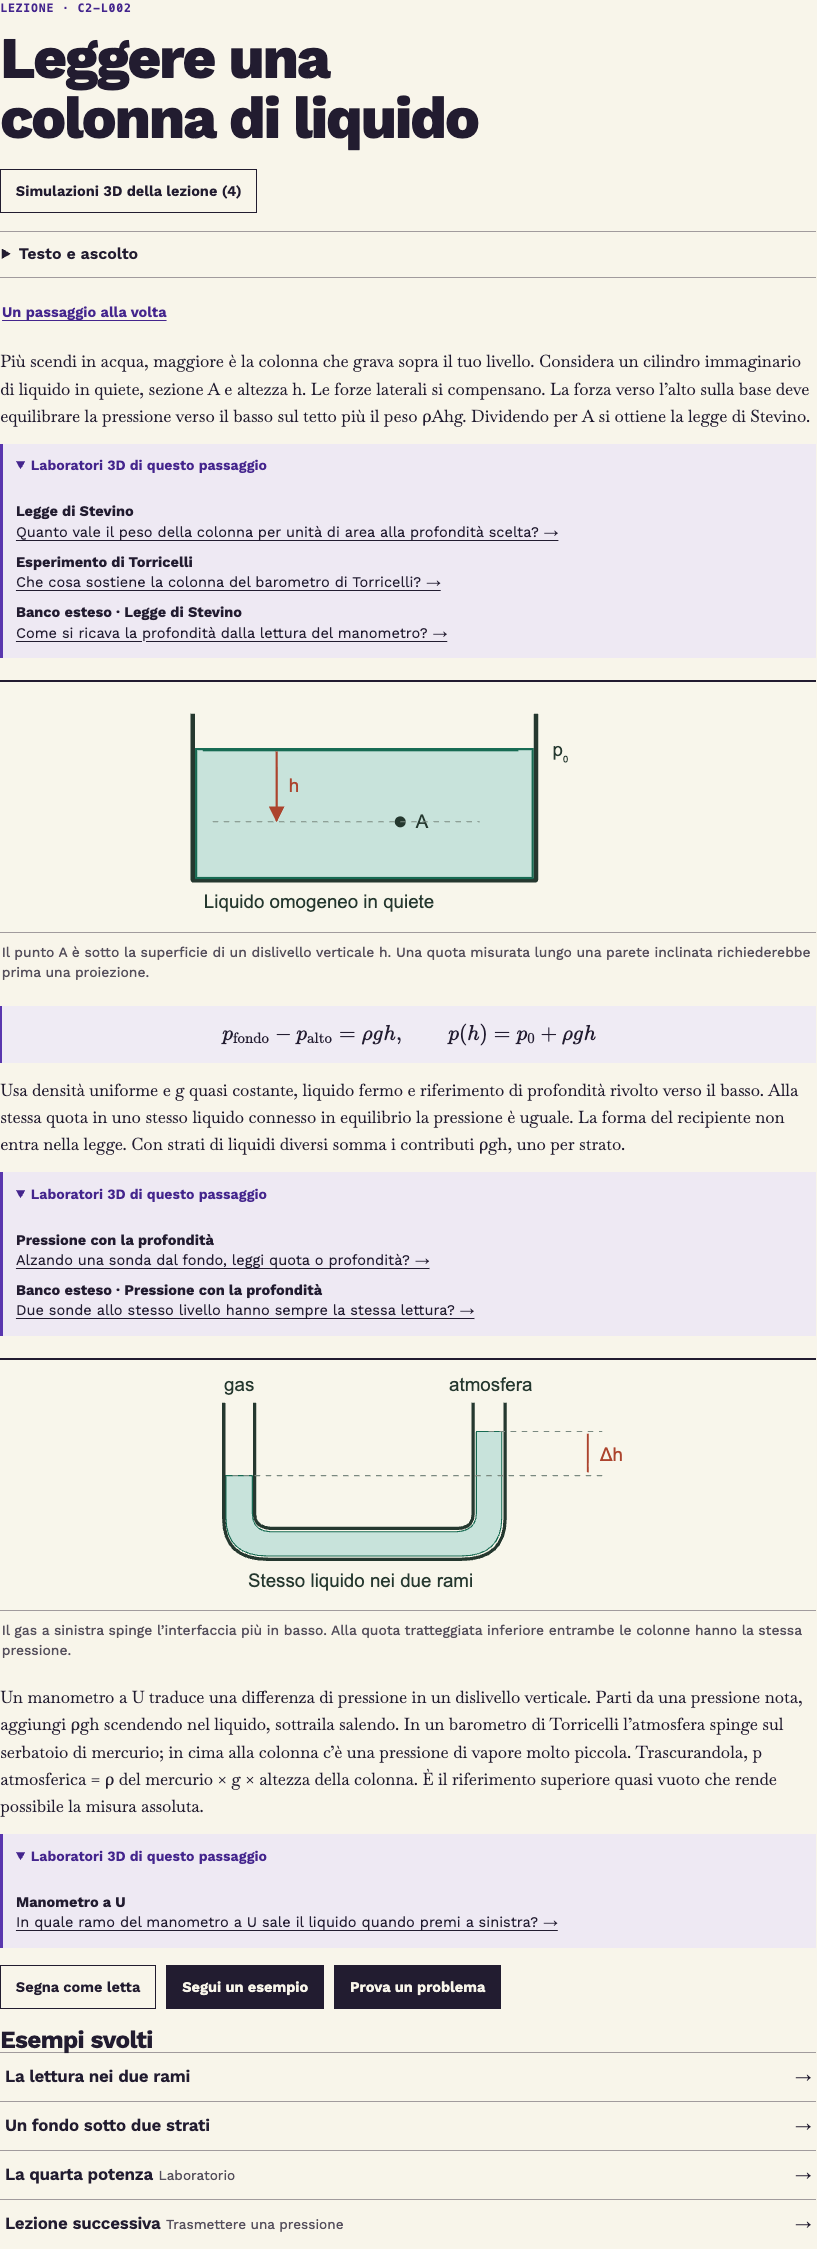 LEZIONE · C2–L002
Leggere una
colonna di liquido
Simulazioni 3D della lezione (4)
▶ Testo e ascolto
Un passaggio alla volta
Più scendi in acqua, maggiore è la colonna che grava sopra il tuo livello. Considera un cilindro immaginario
di liquido in quiete, sezione A e altezza h. Le forze laterali si compensano. La forza verso l’alto sulla base deve
equilibrare la pressione verso il basso sul tetto più il peso ρAhg. Dividendo per A si ottiene la legge di Stevino.
▼ Laboratori 3D di questo passaggio
Legge di Stevino
Quanto vale il peso della colonna per unità di area alla profondità scelta? →
Esperimento di Torricelli
Che cosa sostiene la colonna del barometro di Torricelli? →
Banco esteso · Legge di Stevino
Come si ricava la profondità dalla lettura del manometro? →
p₀
h
A
Liquido omogeneo in quiete
Il punto A è sotto la superficie di un dislivello verticale h. Una quota misurata lungo una parete inclinata richiederebbe
prima una proiezione.
p_fondo − p_alto = ρgh, p(h) = p₀ + ρgh
Usa densità uniforme e g quasi costante, liquido fermo e riferimento di profondità rivolto verso il basso. Alla
stessa quota in uno stesso liquido connesso in equilibrio la pressione è uguale. La forma del recipiente non
entra nella legge. Con strati di liquidi diversi somma i contributi ρgh, uno per strato.
▼ Laboratori 3D di questo passaggio
Pressione con la profondità
Alzando una sonda dal fondo, leggi quota o profondità? →
Banco esteso · Pressione con la profondità
Due sonde allo stesso livello hanno sempre la stessa lettura? →
gas atmosfera
Δh
Stesso liquido nei due rami
Il gas a sinistra spinge l’interfaccia più in basso. Alla quota tratteggiata inferiore entrambe le colonne hanno la stessa
pressione.
Un manometro a U traduce una differenza di pressione in un dislivello verticale. Parti da una pressione nota,
aggiungi ρgh scendendo nel liquido, sottraila salendo. In un barometro di Torricelli l’atmosfera spinge sul
serbatoio di mercurio; in cima alla colonna c’è una pressione di vapore molto piccola. Trascurandola, p
atmosferica = ρ del mercurio × g × altezza della colonna. È il riferimento superiore quasi vuoto che rende
possibile la misura assoluta.
▼ Laboratori 3D di questo passaggio
Manometro a U
In quale ramo del manometro a U sale il liquido quando premi a sinistra? →
Segna come letta Segui un esempio Prova un problema
Esempi svolti
La lettura nei due rami →
Un fondo sotto due strati →
La quarta potenza Laboratorio →
Lezione successiva Trasmettere una pressione →